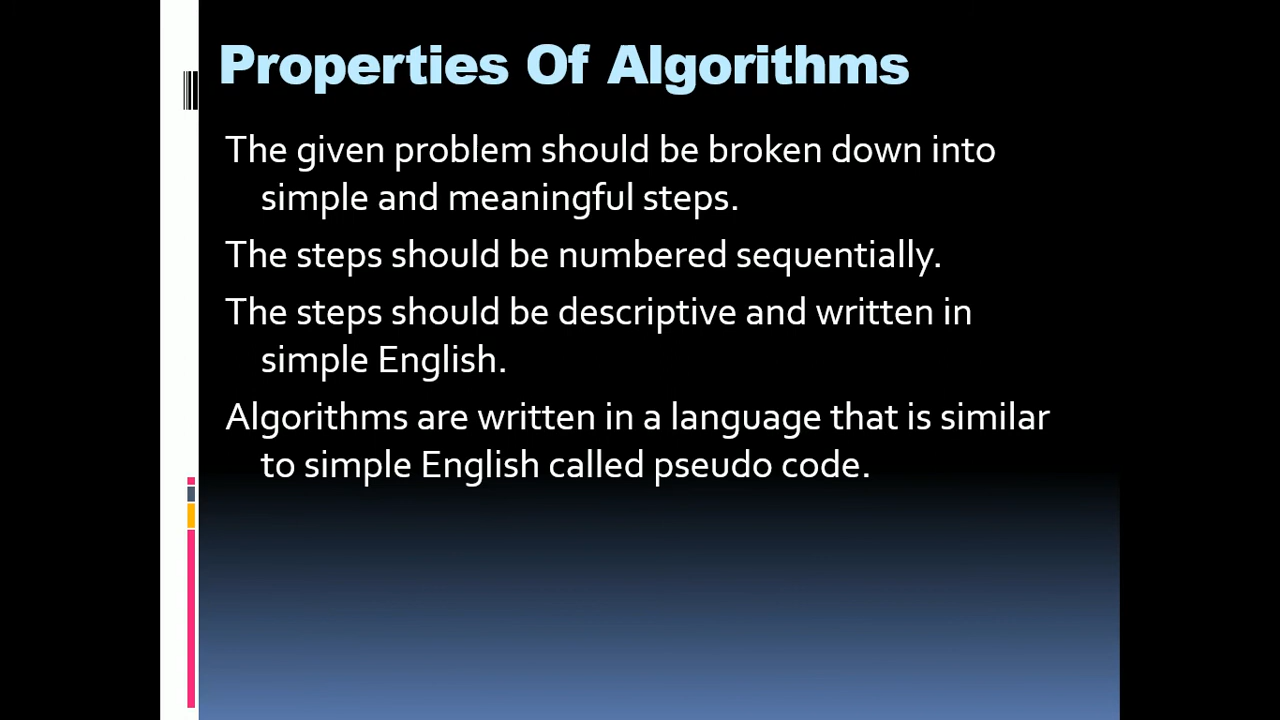 Properties Of Algorithms
The given problem should be broken down into
simple and meaningful steps.
The steps should be numbered sequentially.
The steps should be descriptive and written in
simple English.
Algorithms are written in a language that is similar
to simple English called pseudo code.